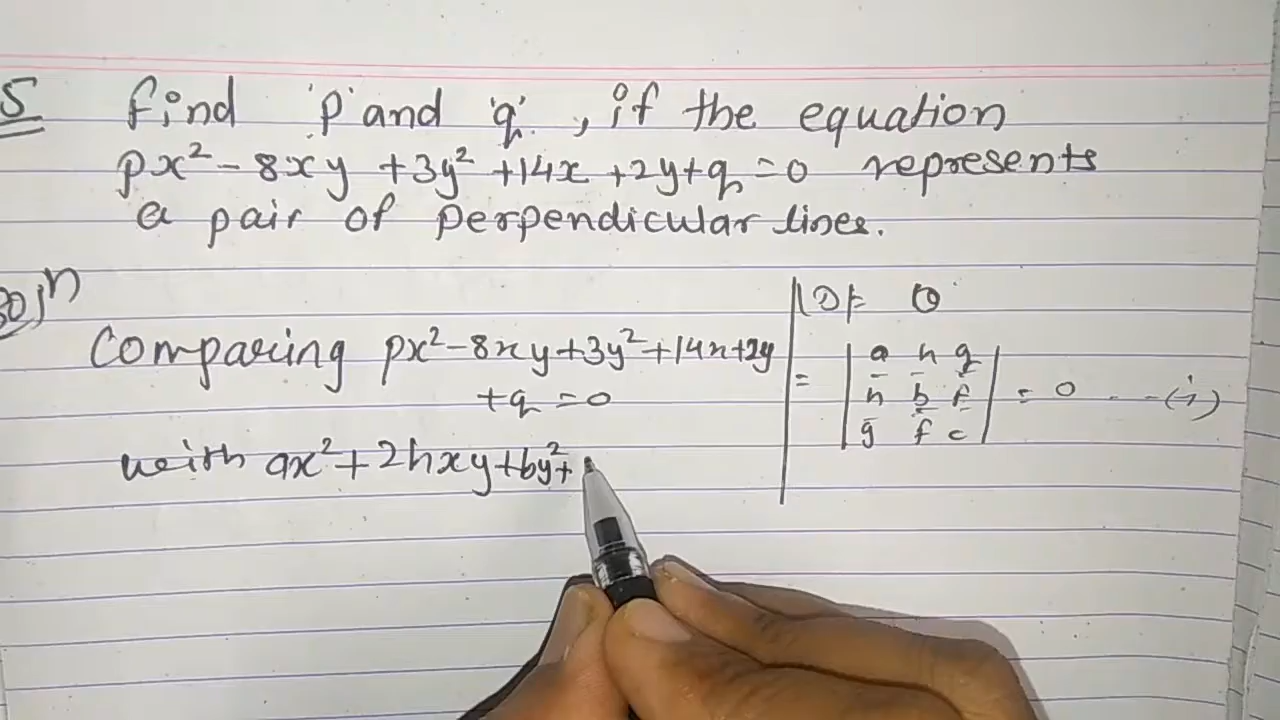 5 find 'p' and 'q', if the equation
px² - 8xy + 3y² + 14x + 2y + q = 0 represents
a pair of perpendicular lines.
Solⁿ
Comparing px² - 8xy + 3y² + 14x + 2y
+ q = 0
with ax² + 2hxy + by² +
|D| = 0
= | a h g |
| h b f | = 0 - - - (i)
| g f c |